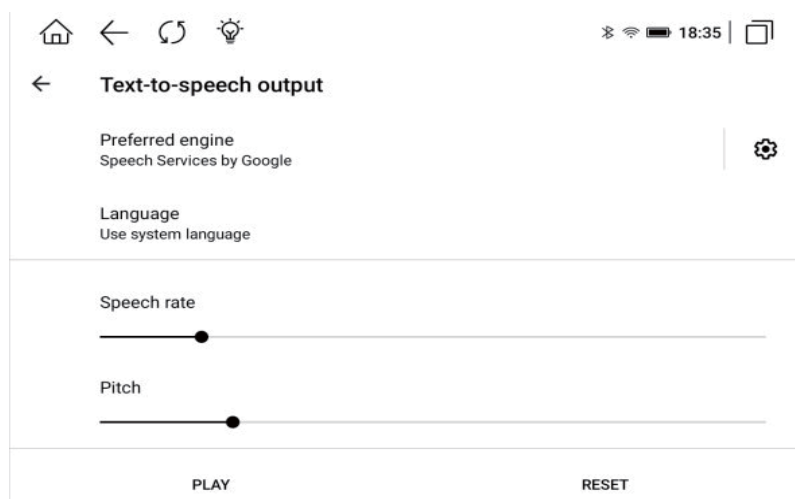 18:35
Text-to-speech output
Preferred engine
Speech Services by Google
Language
Use system language
Speech rate
Pitch
PLAY RESET